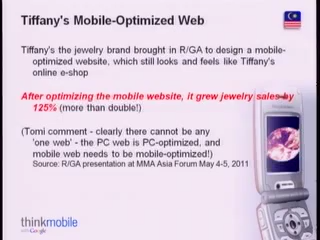 Tiffany's Mobile-Optimized Web
Tiffany's the jewelry brand brought in R/GA to design a mobile-
optimized website, which still looks and feels like Tiffany's
online e-shop
After optimizing the mobile website, it grew jewelry sales by
125% (more than double!)
(Tomi comment - clearly there cannot be any
'one web' - the PC web is PC-optimized, and
mobile web needs to be mobile-optimized!)
Source: R/GA presentation at MMA Asia Forum May 4-5, 2011
thinkmobile
with Google